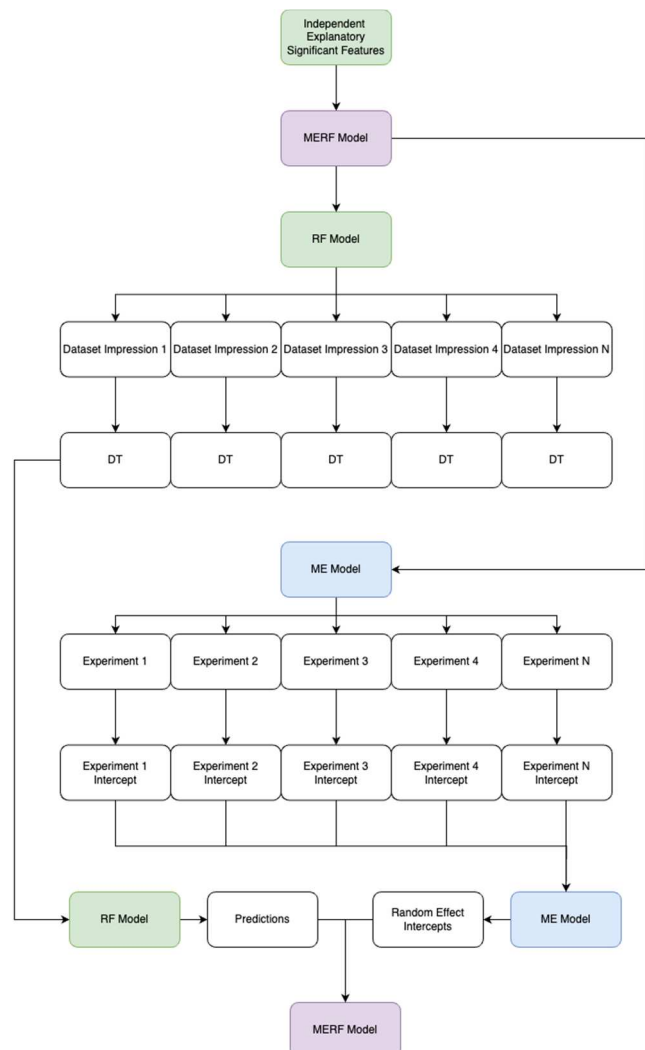 Independent
Explanatory
Significant Features
MERF Model
RF Model
Dataset Impression 1
Dataset Impression 2
Dataset Impression 3
Dataset Impression 4
Dataset Impression N
DT
DT
DT
DT
DT
ME Model
Experiment 1
Experiment 2
Experiment 3
Experiment 4
Experiment N
Experiment 1
Intercept
Experiment 2
Intercept
Experiment 3
Intercept
Experiment 4
Intercept
Experiment N
Intercept
RF Model
Predictions
Random Effect
Intercepts
ME Model
MERF Model